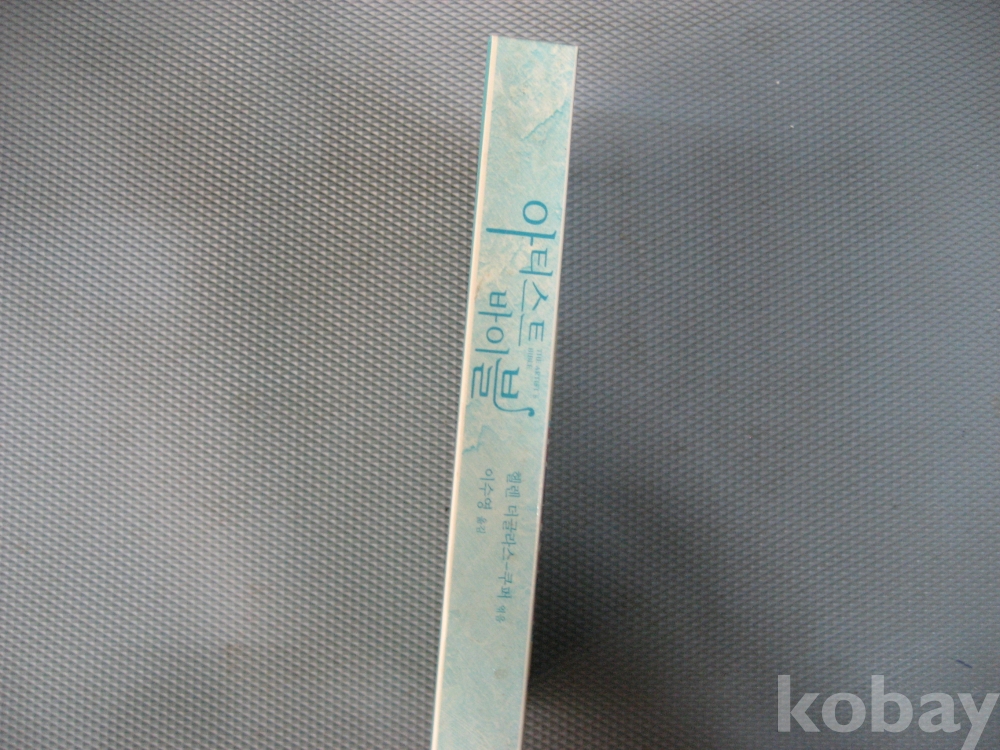 아티스트
바이블
THE ARTIST'S
BIBLE
헬렌 더글라스-쿠퍼 엮음
이수영 옮김
kobay